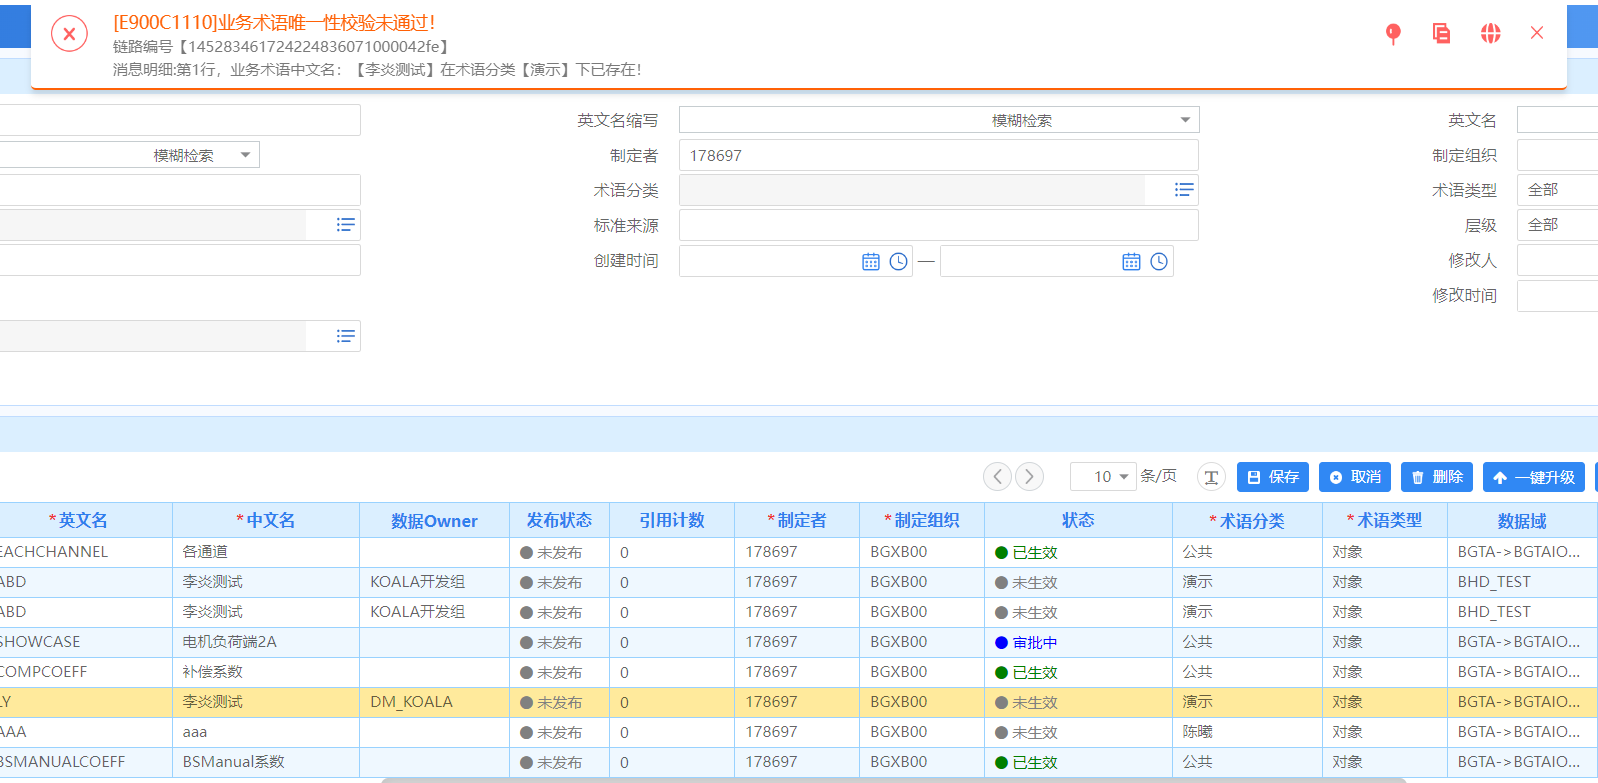 [E900C1110]业务术语唯一性校验未通过!
链路编号【145283461724224836071000042fe】
消息明细:第1行，业务术语中文名：【李炎测试】在术语分类【演示】下已存在!
英文名缩写 模糊检索 英文名
模糊检索 制定者 178697 制定组织
术语分类 术语类型 全部
标准来源 层级 全部
创建时间 — 修改人
修改时间
10 条/页 T 保存 取消 删除 一键升级
*英文名 *中文名 数据Owner 发布状态 引用计数 *制定者 *制定组织 状态 *术语分类 *术语类型 数据域
EACHCHANNEL 各通道 未发布 0 178697 BGXB00 已生效 公共 对象 BGTA->BGTAIO...
ABD 李炎测试 KOALA开发组 未发布 0 178697 BGXB00 未生效 演示 对象 BHD_TEST
ABD 李炎测试 KOALA开发组 未发布 0 178697 BGXB00 未生效 演示 对象 BHD_TEST
SHOWCASE 电机负荷端2A 未发布 0 178697 BGXB00 审批中 公共 对象 BGTA->BGTAIO...
COMPCOEFF 补偿系数 未发布 0 178697 BGXB00 已生效 公共 对象 BGTA->BGTAIO...
LY 李炎测试 DM_KOALA 未发布 0 178697 BGXB00 未生效 演示 对象 BGTA->BGTAIO...
AAA aaa 未发布 0 178697 BGXB00 未生效 陈曦 对象 BGTA->BGTAIO...
BSMANUALCOEFF BSManual系数 未发布 0 178697 BGXB00 已生效 公共 对象 BGTA->BGTAIO...